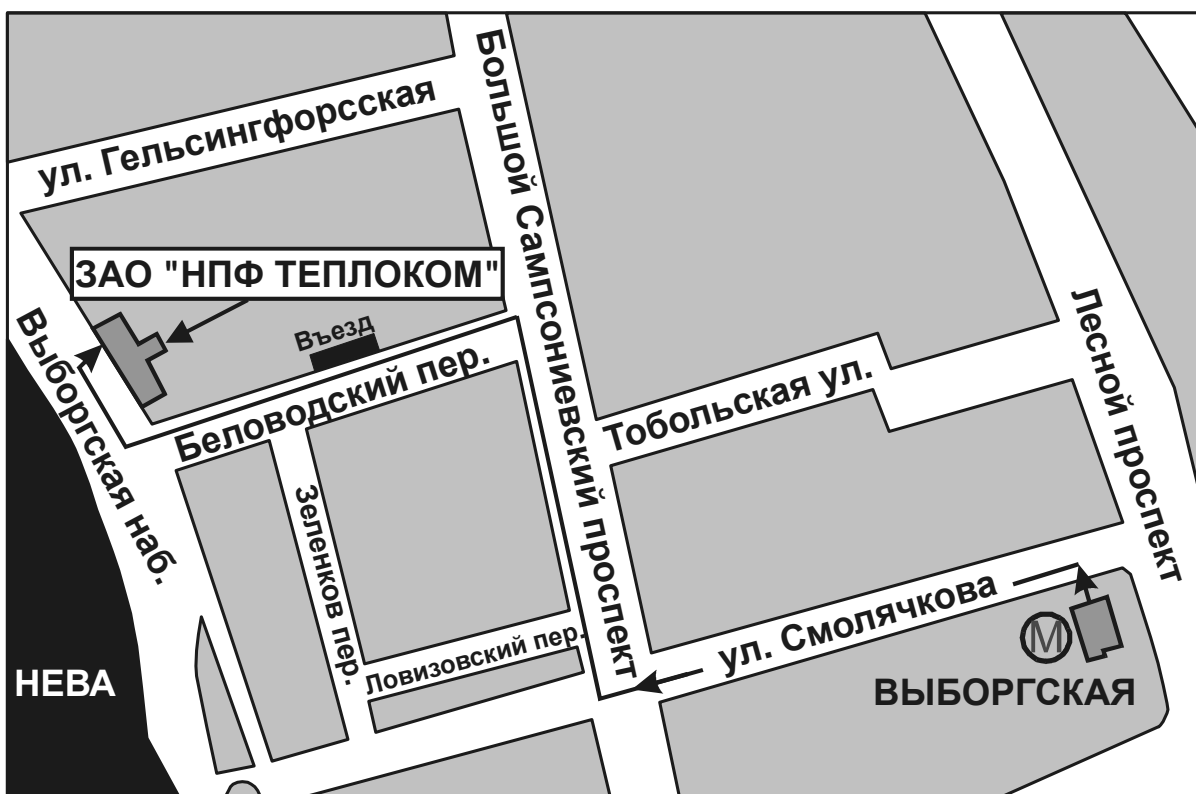 ул. Гельсингфорсская
Большой Сампсониевский проспект
ЗАО "НПФ ТЕПЛОКОМ"
Въезд
Выборгская наб.
Беловодский пер.
Тобольская ул.
Лесной проспект
Зеленков пер.
Ловизовский пер.
ул. Смолячкова
М
ВЫБОРГСКАЯ
НЕВА